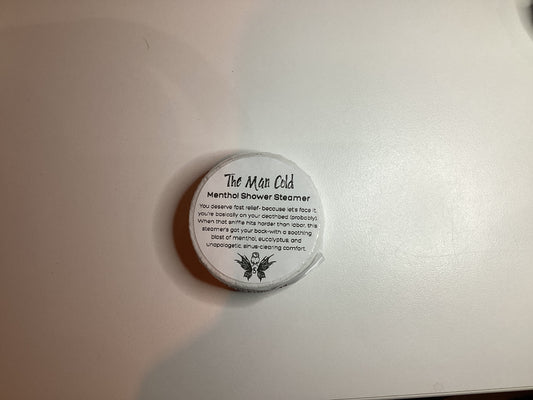 The Man Cold
Menthol Shower Steamer
You deserve fast relief- because let's face it,
you're basically on your deathbed (probably).
When that sniffle hits harder than labor, this
steamer's got your back-with a soothing
blast of menthol, eucalyptus, and
unapologetic, sinus-clearing comfort.